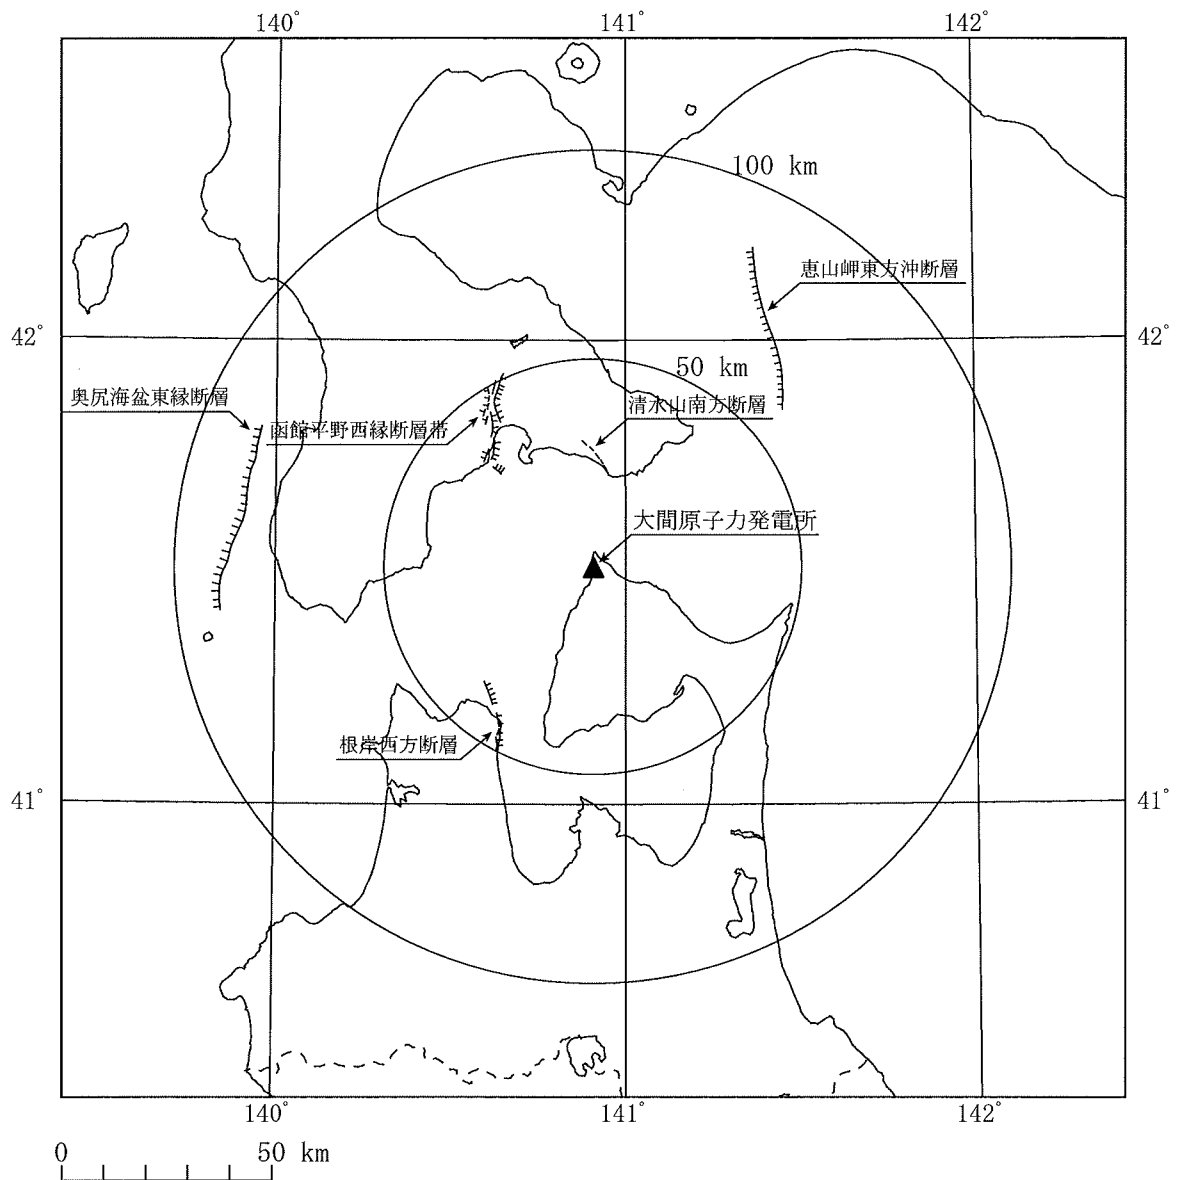 140°
141°
142°
100 km
恵山岬東方沖断層
42°
42°
50 km
奥尻海盆東縁断層
清水山南方断層
函館平野西縁断層帯
大間原子力発電所
根岸西方断層
41°
41°
140°
141°
142°
0
50 km